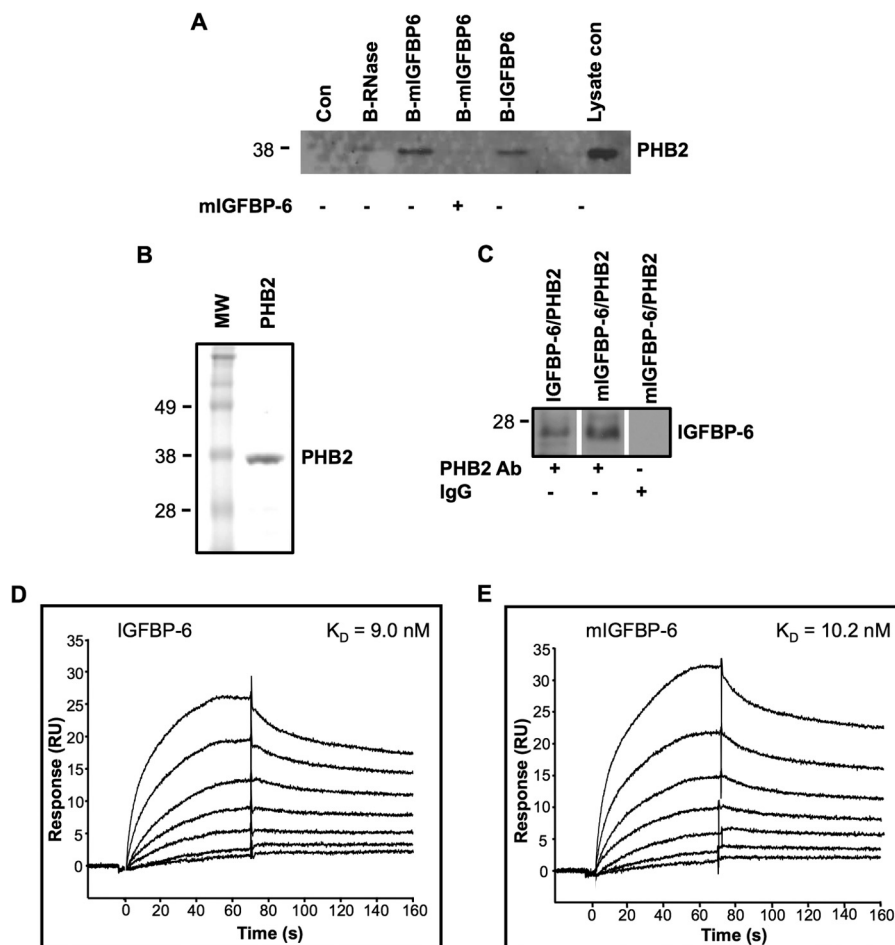 A
Con
B-RNase
B-mIGFBP6
B-mIGFBP6
B-IGFBP6
Lysate con
38
PHB2
mIGFBP-6 - - - + - -
B
MW
PHB2
49
38
28
PHB2
C
IGFBP-6/PHB2
mIGFBP-6/PHB2
mIGFBP-6/PHB2
28
IGFBP-6
PHB2 Ab + + -
IgG - - +
D
IGFBP-6 K_D = 9.0 nM
Response (RU)
35
30
25
20
15
10
5
0
0 20 40 60 80 100 120 140 160
Time (s)
E
mIGFBP-6 K_D = 10.2 nM
Response (RU)
35
30
25
20
15
10
5
0
0 20 40 60 80 100 120 140 160
Time (s)